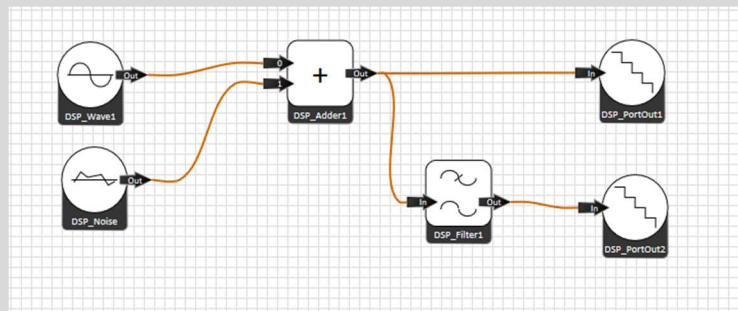 Out
DSP_Wave1
0
1
+
Out
DSP_Adder1
In
DSP_PortOut1
Out
DSP_Noise
In
Out
DSP_Filter1
In
DSP_PortOut2